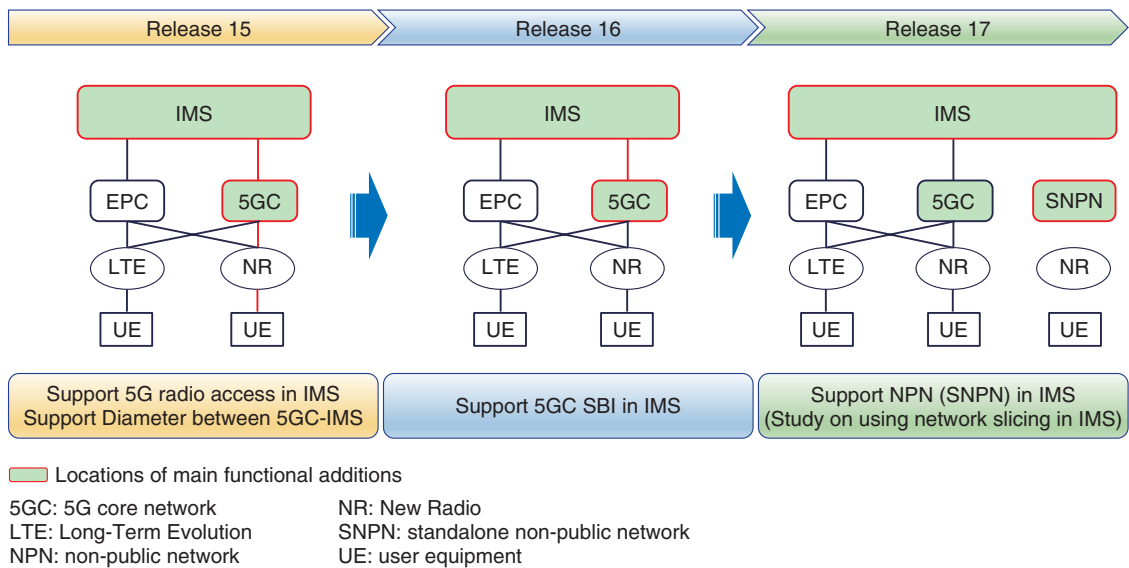 Release 15
Release 16
Release 17
IMS
EPC
5GC
LTE
NR
UE
UE
IMS
EPC
5GC
LTE
NR
UE
UE
IMS
EPC
5GC
SNPN
LTE
NR
NR
UE
UE
UE
Support 5G radio access in IMS
Support Diameter between 5GC-IMS
Support 5GC SBI in IMS
Support NPN (SNPN) in IMS
(Study on using network slicing in IMS)
Locations of main functional additions
5GC: 5G core network
LTE: Long-Term Evolution
NPN: non-public network
NR: New Radio
SNPN: standalone non-public network
UE: user equipment